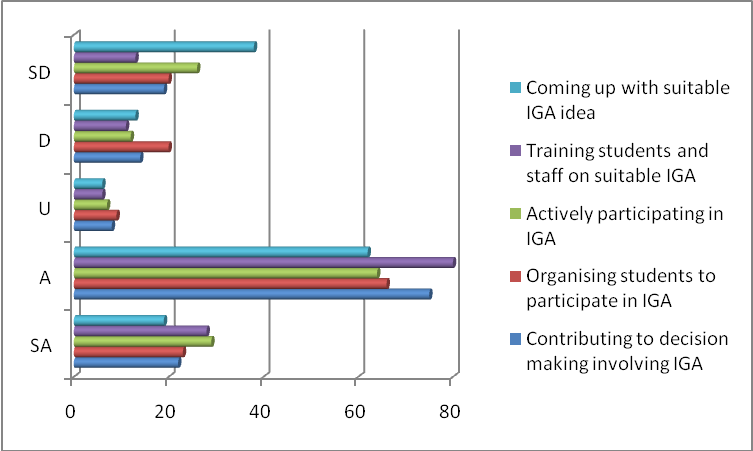 SD
D
U
A
SA
0 20 40 60 80
Coming up with suitable
IGA idea
Training students and
staff on suitable IGA
Actively participating in
IGA
Organising students to
participate in IGA
Contributing to decision
making involving IGA